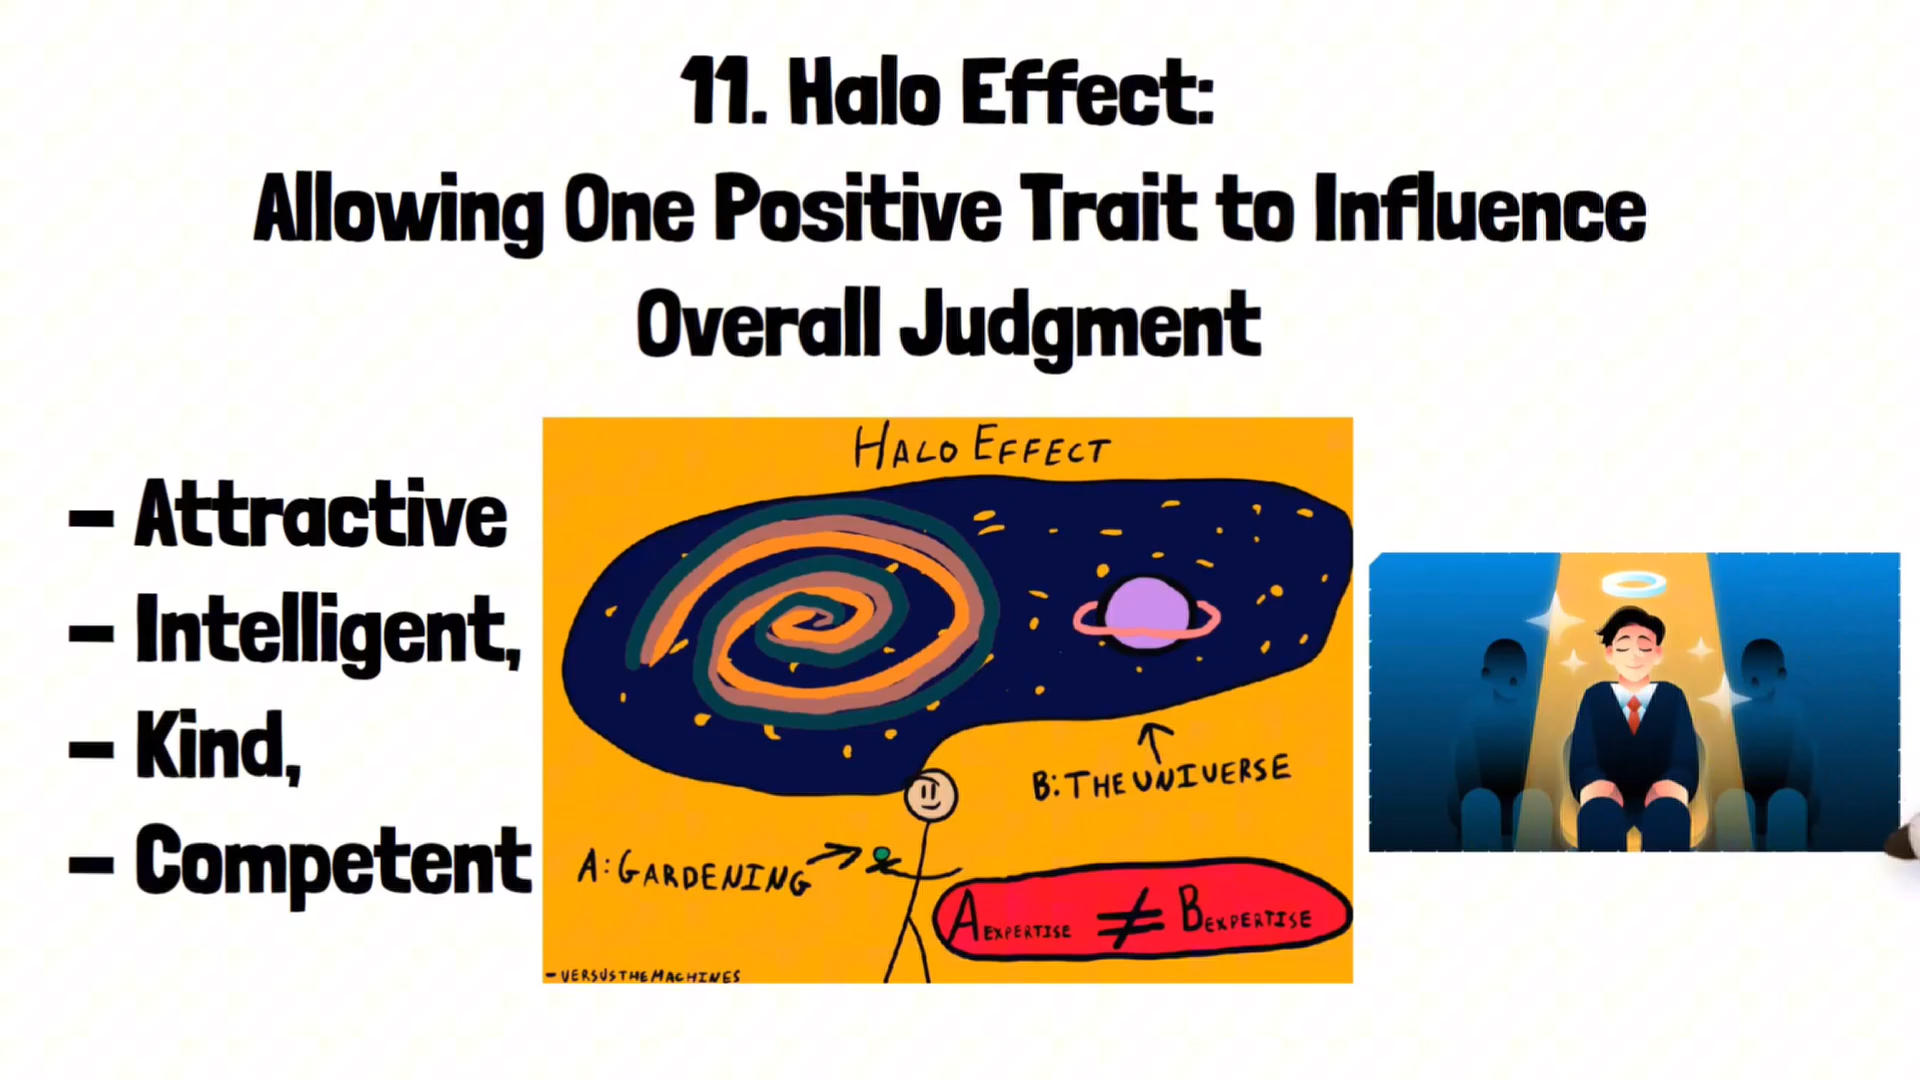 11. Halo Effect:
Allowing One Positive Trait to Influence
Overall Judgment
– Attractive
– Intelligent,
– Kind,
– Competent
HALO EFFECT
B: THE UNIVERSE
A: GARDENING
A EXPERTISE ≠ B EXPERTISE
- VERSUSTHEMACHINES